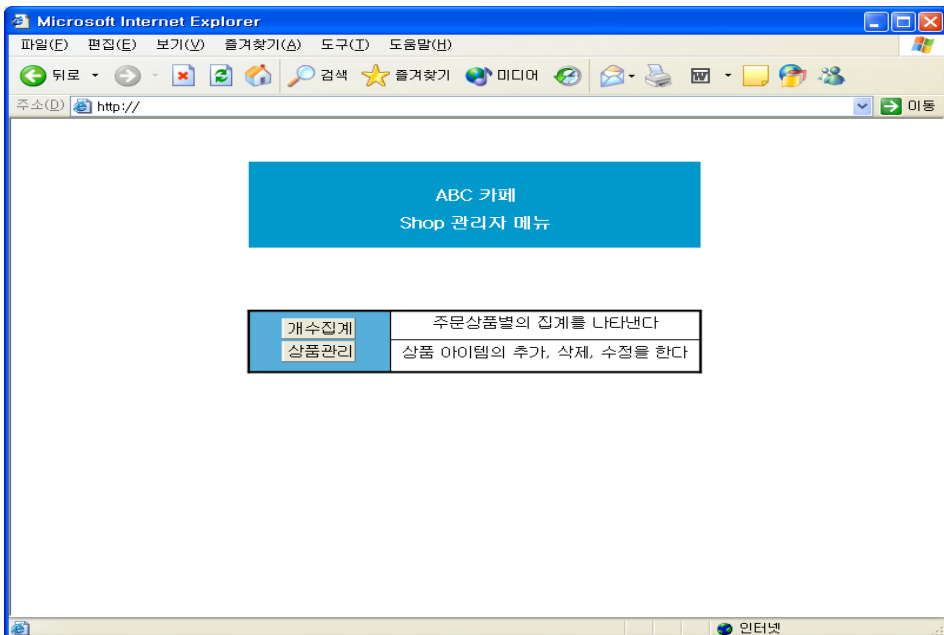 Microsoft Internet Explorer
파일(F) 편집(E) 보기(V) 즐겨찾기(A) 도구(T) 도움말(H)
뒤로 검색 즐겨찾기 미디어
주소(D) http:// 이동
ABC 카페
Shop 관리자 메뉴
개수집계 주문상품별의 집계를 나타낸다
상품관리 상품 아이템의 추가, 삭제, 수정을 한다
인터넷